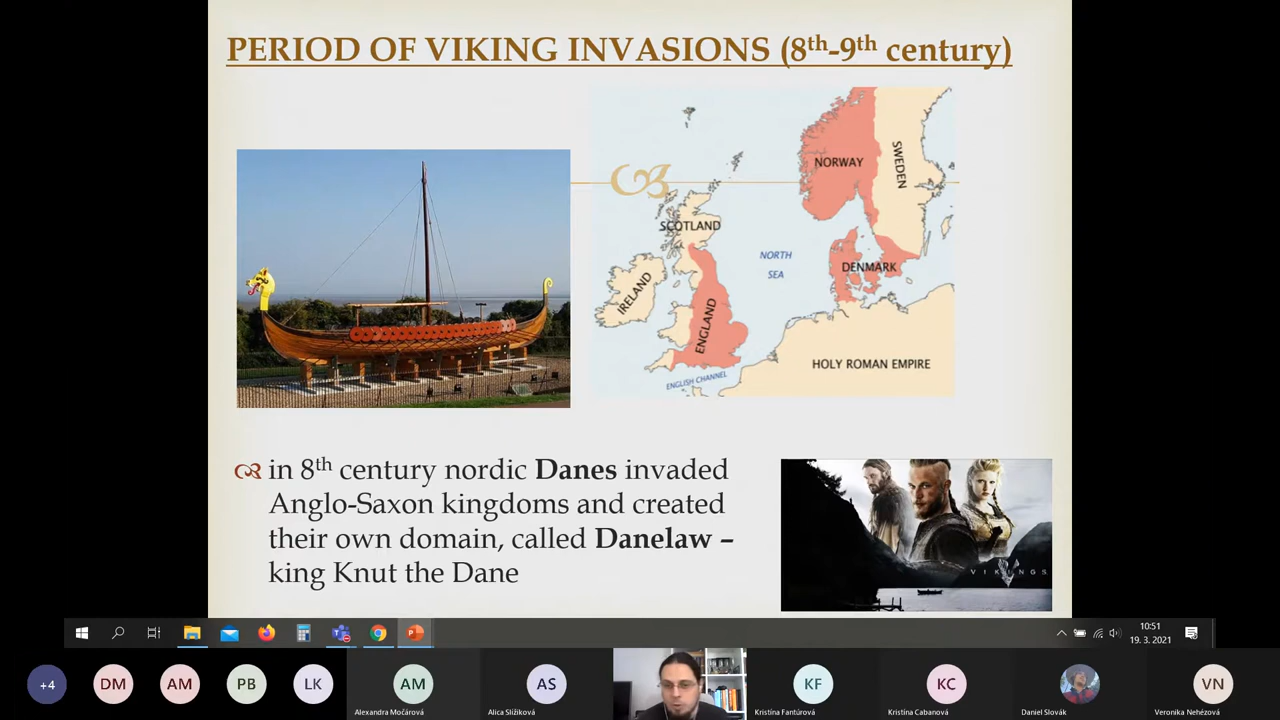 PERIOD OF VIKING INVASIONS (8th-9th century)
NORWAY
SWEDEN
SCOTLAND
NORTH
SEA
DENMARK
IRELAND
ENGLAND
HOLY ROMAN EMPIRE
ENGLISH CHANNEL
in 8th century nordic Danes invaded
Anglo-Saxon kingdoms and created
their own domain, called Danelaw –
king Knut the Dane
VIKINGS
10:51
19. 3. 2021
+4
DM
AM
PB
LK
AM
Alexandra Močárová
AS
Alica Slížiková
KF
Kristína Fantúrová
KC
Kristína Cabanová
Daniel Slovák
VN
Veronika Nehézová